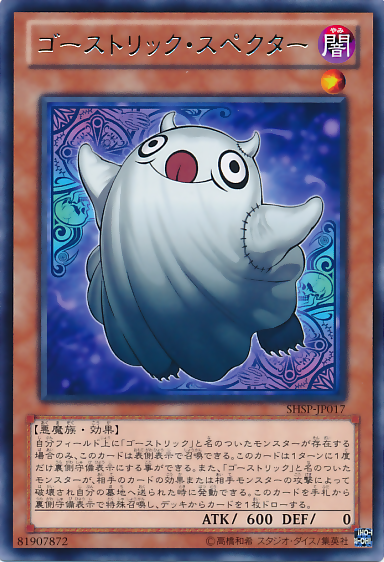 ゴーストリック・スペクター
闇
やみ
SHSP-JP017
【悪魔族・効果】
自分フィールド上に「ゴーストリック」と名のついたモンスターが存在する
場合のみ、このカードは表側表示で召喚できる。このカードは1ターンに1度
だけ裏側守備表示にする事ができる。また、「ゴーストリック」と名のついた
モンスターが、相手のカードの効果または相手モンスターの攻撃によって
破壊され自分の墓地へ送られた時に発動できる。このカードを手札から
裏側守備表示で特殊召喚し、デッキからカードを1枚ドローする。
ATK/ 600 DEF/ 0
81907872
©高橋和希 スタジオ・ダイス/集英社